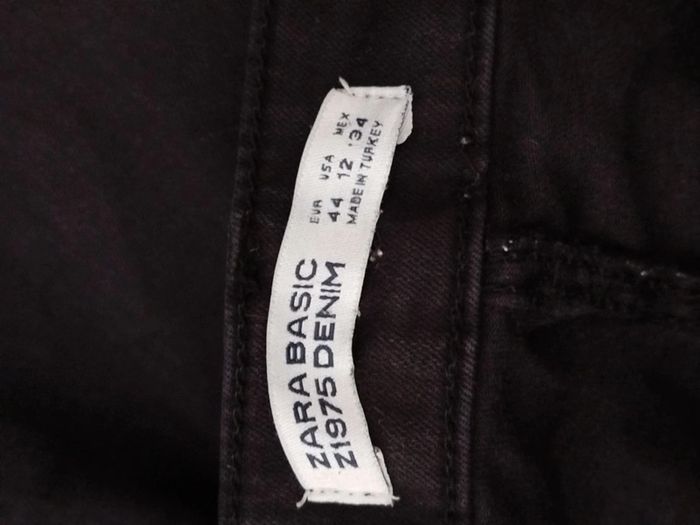 ZARA BASIC
Z1975 DENIM
EUR USA MEX
44 12 34
MADE IN TURKEY